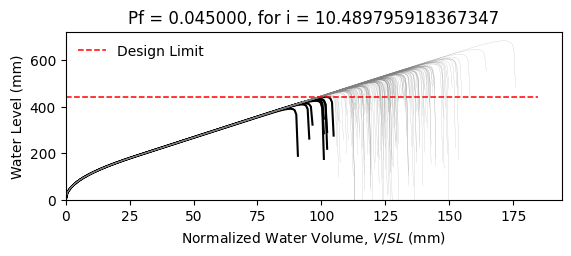 Pf = 0.045000, for i = 10.489795918367347
Design Limit
Water Level (mm)
600
400
200
0
0 25 50 75 100 125 150 175
Normalized Water Volume, V/SL (mm)